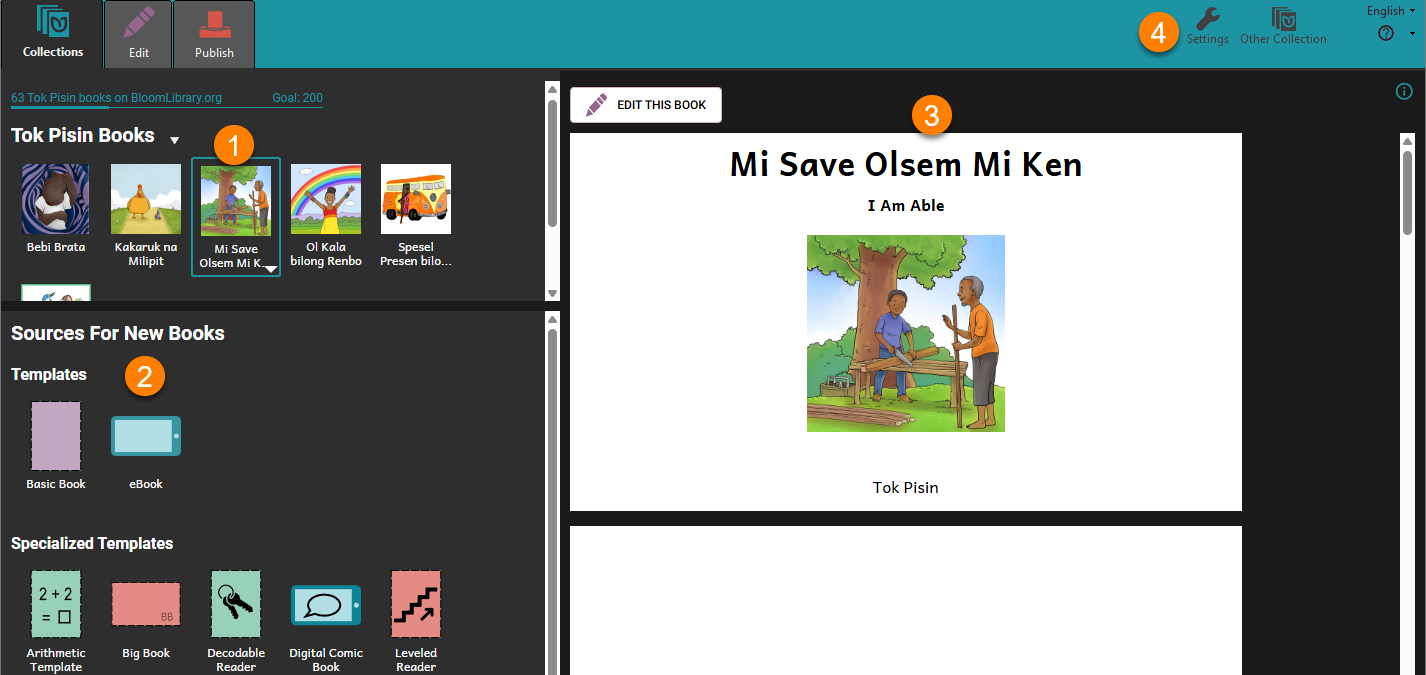 Collections
Edit
Publish
4
Settings
Other Collection
English
63 Tok Pisin books on BloomLibrary.org
Goal: 200
Tok Pisin Books
1
Bebi Brata
Kakaruk na
Milipit
Mi Save
Olsem Mi K...
Ol Kala
bilong Renbo
Spesel
Presen bilo...
Sources For New Books
Templates
2
Basic Book
eBook
Specialized Templates
2 + 2
= □
BB
Arithmetic
Template
Big Book
Decodable
Reader
Digital Comic
Book
Leveled
Reader
EDIT THIS BOOK
3
Mi Save Olsem Mi Ken
I Am Able
Tok Pisin